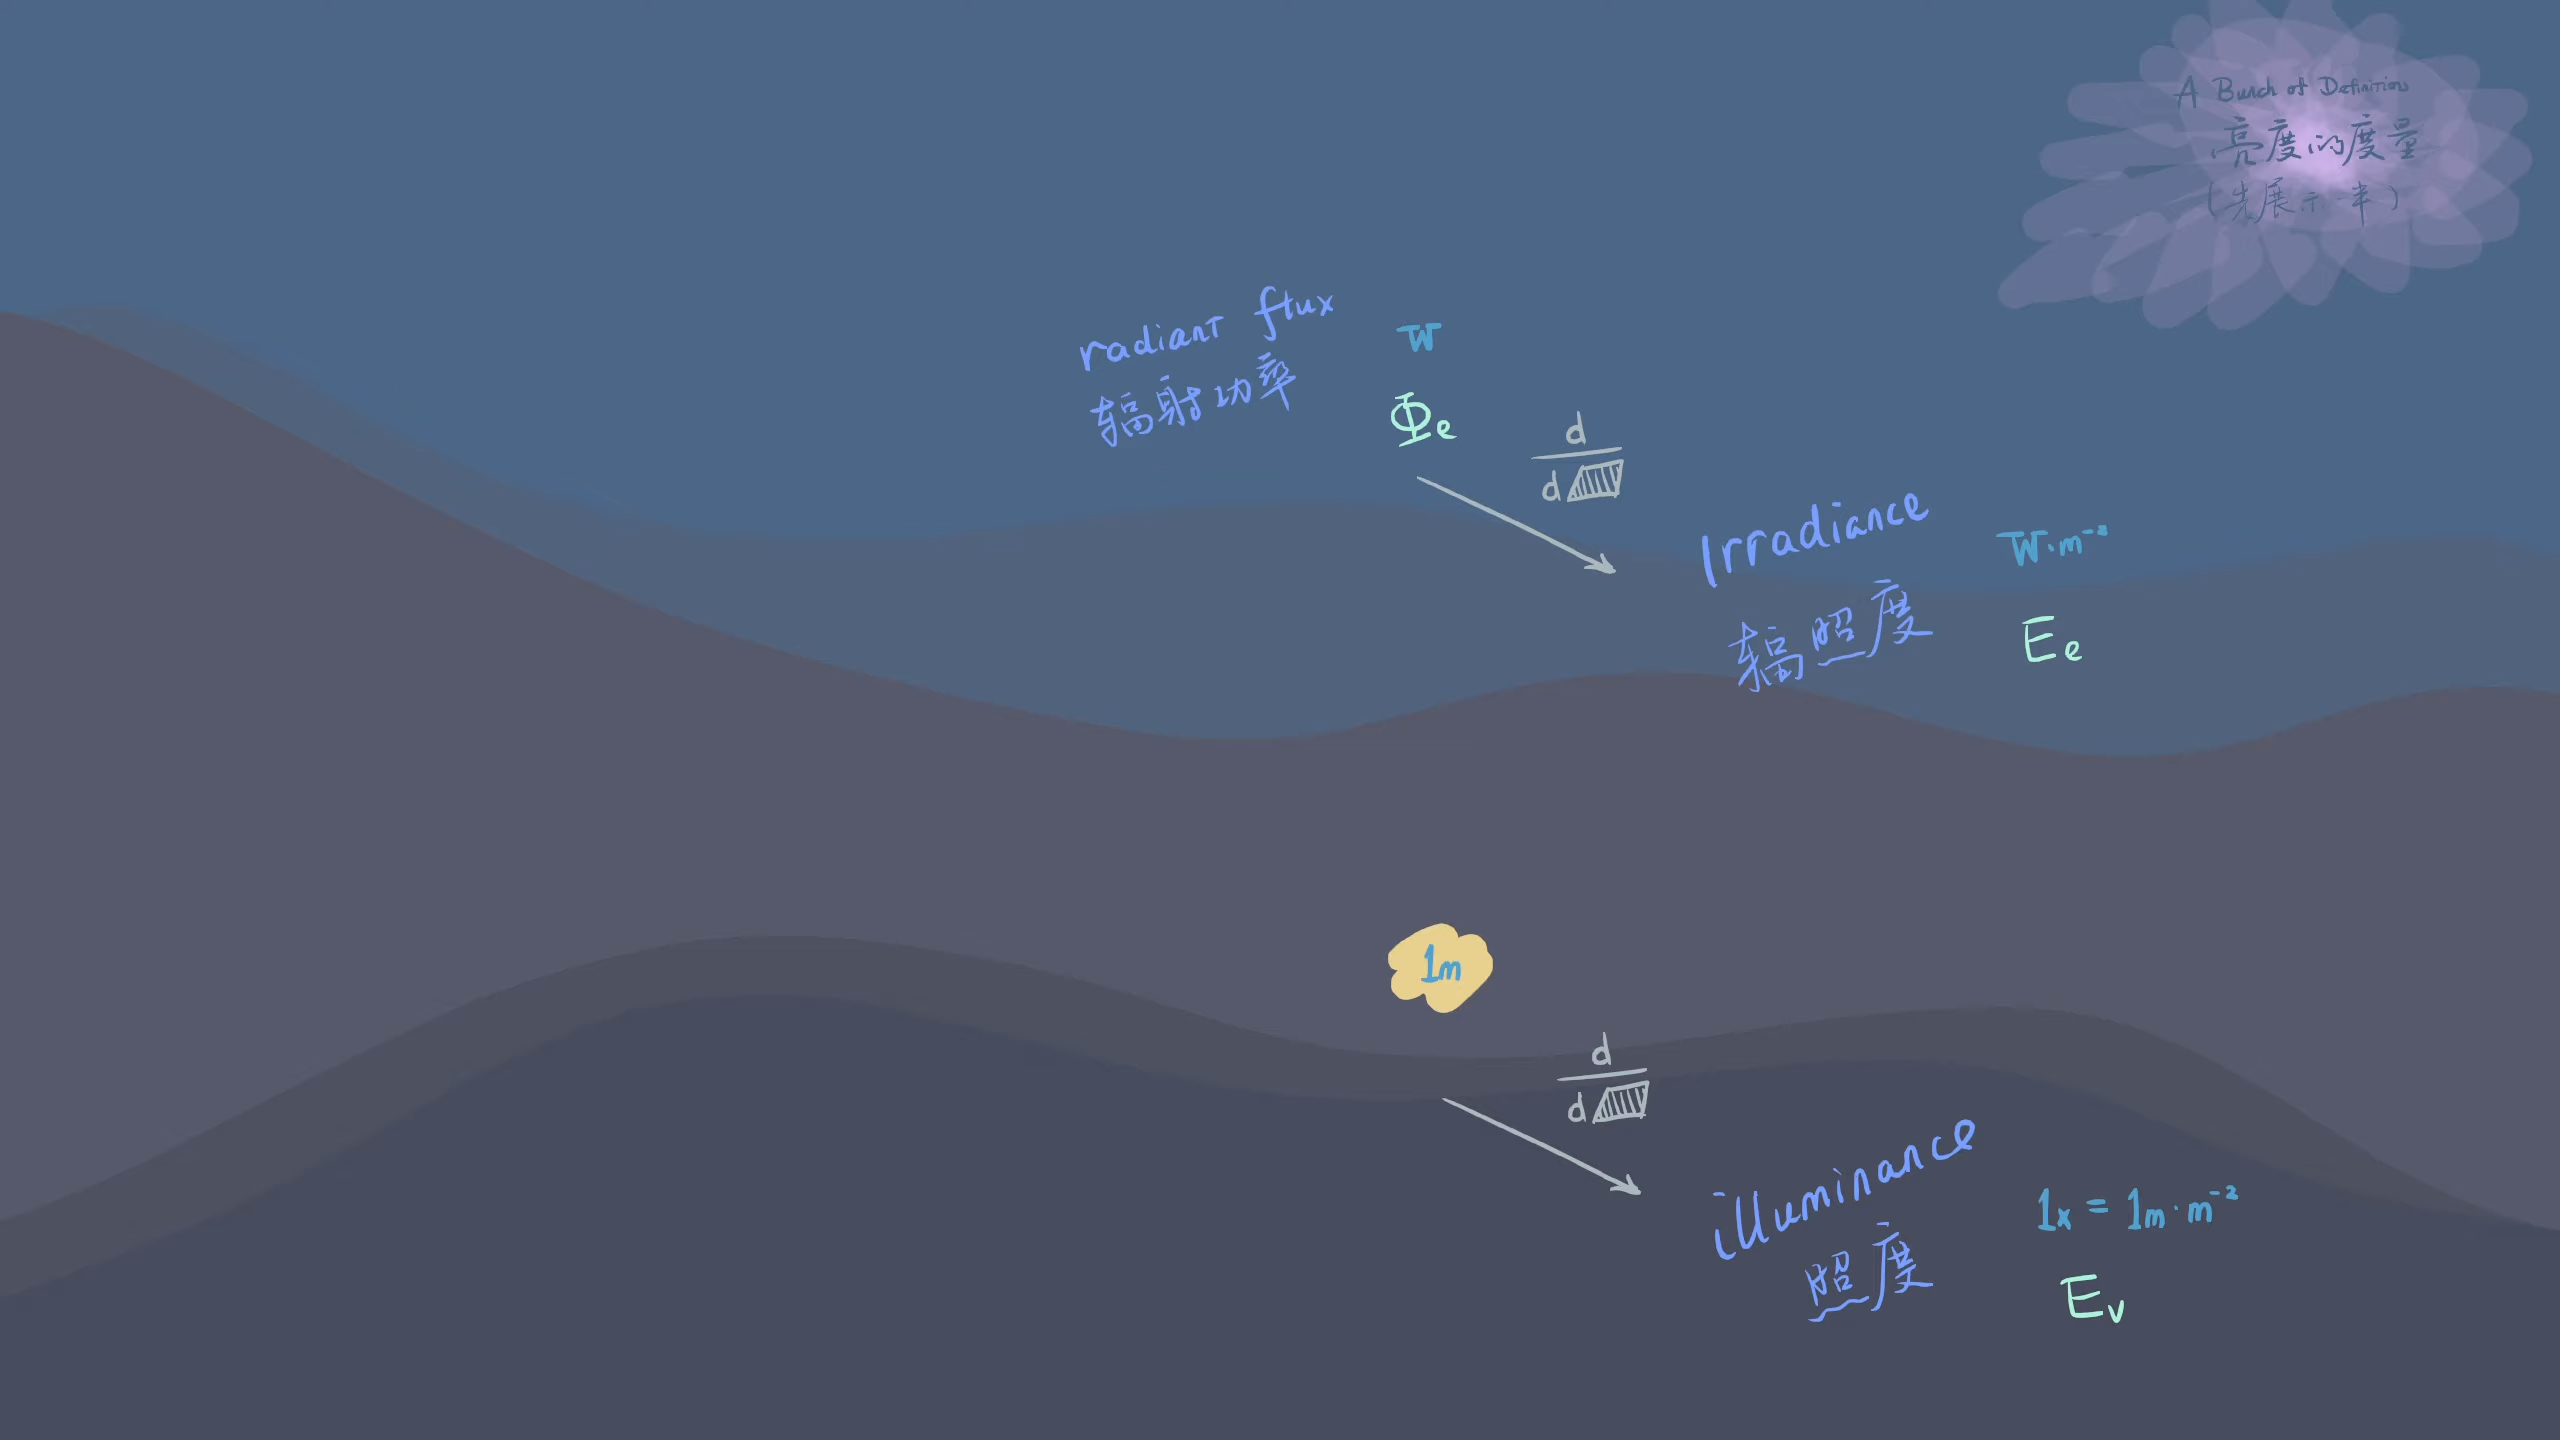 A Bunch of Definitions
亮度的度量
(先展示一半)
radiant flux
辐射功率
W
Φe
d
d
Irradiance
辐照度
W·m⁻²
Ee
lm
d
d
illuminance
照度
lx = lm·m⁻²
Ev